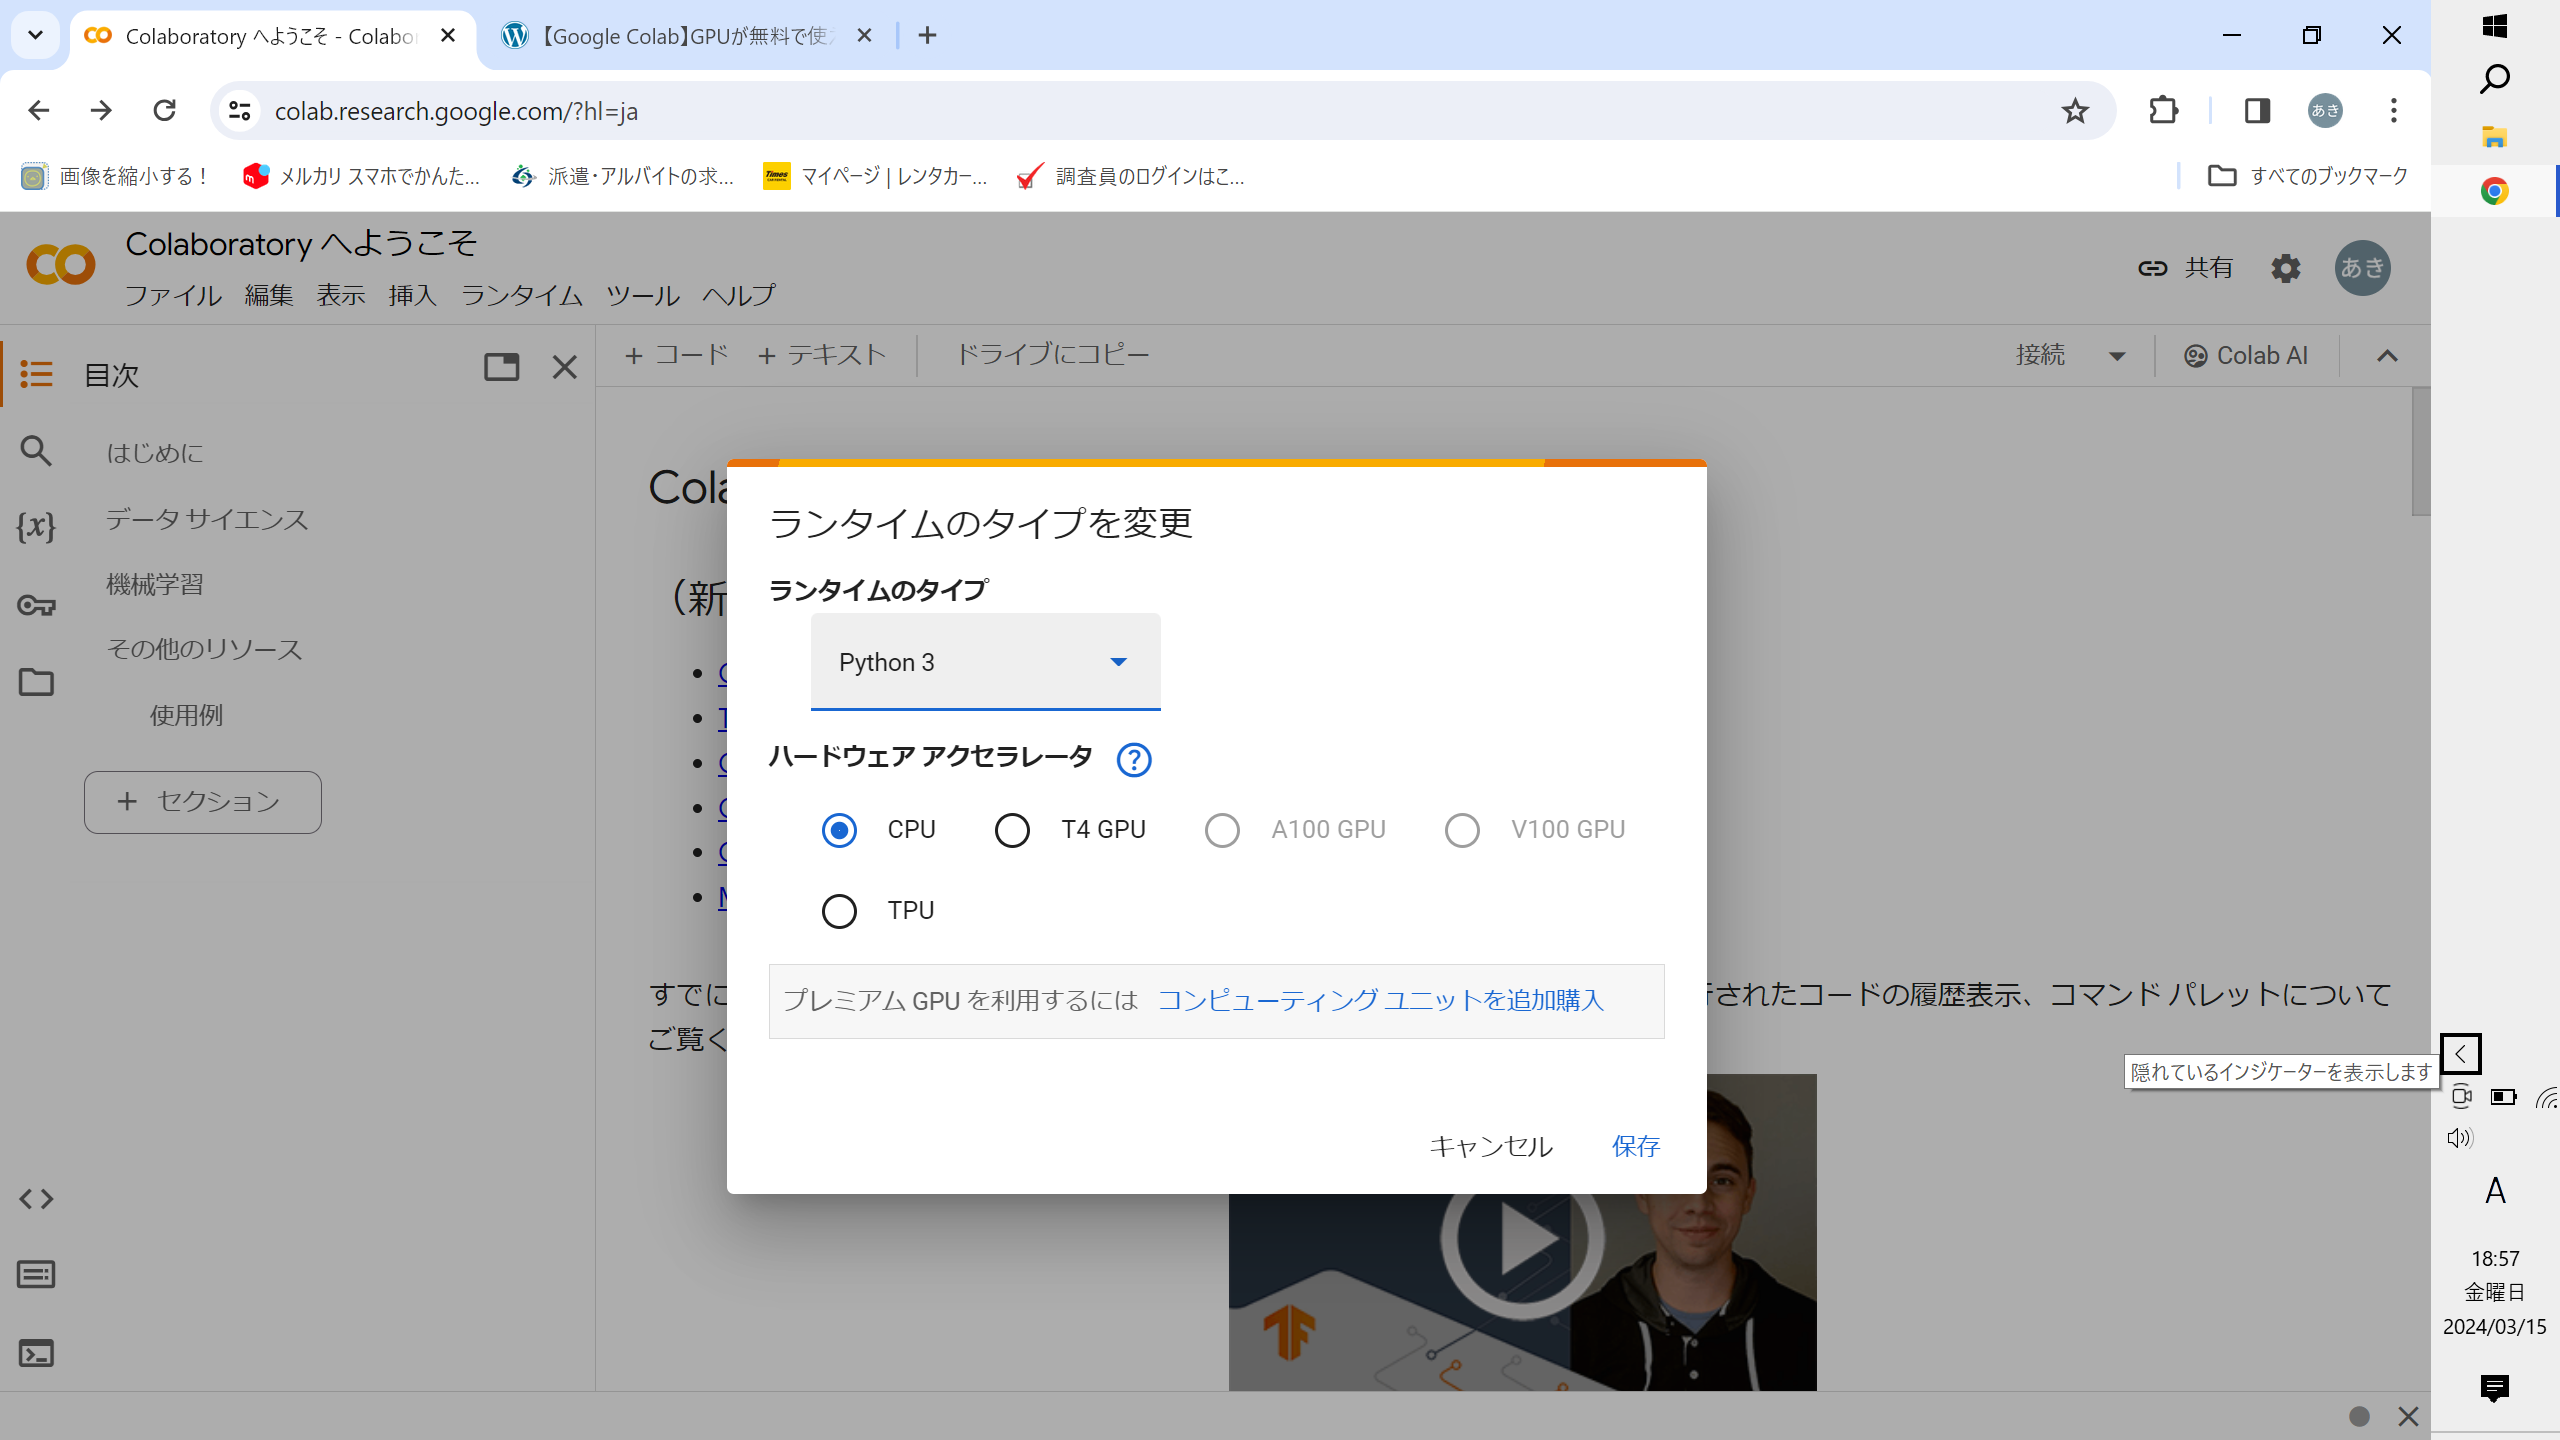 Colaboratory へようこそ - Colabo
【Google Colab】GPUが無料で使
colab.research.google.com/?hl=ja
あき
画像を縮小する！
メルカリ スマホでかんた...
派遣･アルバイトの求...
マイページ | レンタカー...
調査員のログインはこ...
すべてのブックマーク
Colaboratory へようこそ
ファイル 編集 表示 挿入 ランタイム ツール ヘルプ
共有
あき
目次
+ コード + テキスト
ドライブにコピー
接続
Colab AI
はじめに
データ サイエンス
機械学習
その他のリソース
使用例
+ セクション
Cola
（新
ランタイムのタイプを変更
ランタイムのタイプ
Python 3
ハードウェア アクセラレータ ?
CPU
T4 GPU
A100 GPU
V100 GPU
TPU
プレミアム GPU を利用するには コンピューティング ユニットを追加購入
キャンセル
保存
すでに
されたコードの履歴表示、コマンド パレットについて
ご覧く
隠れているインジケーターを表示します
A
18:57
金曜日
2024/03/15